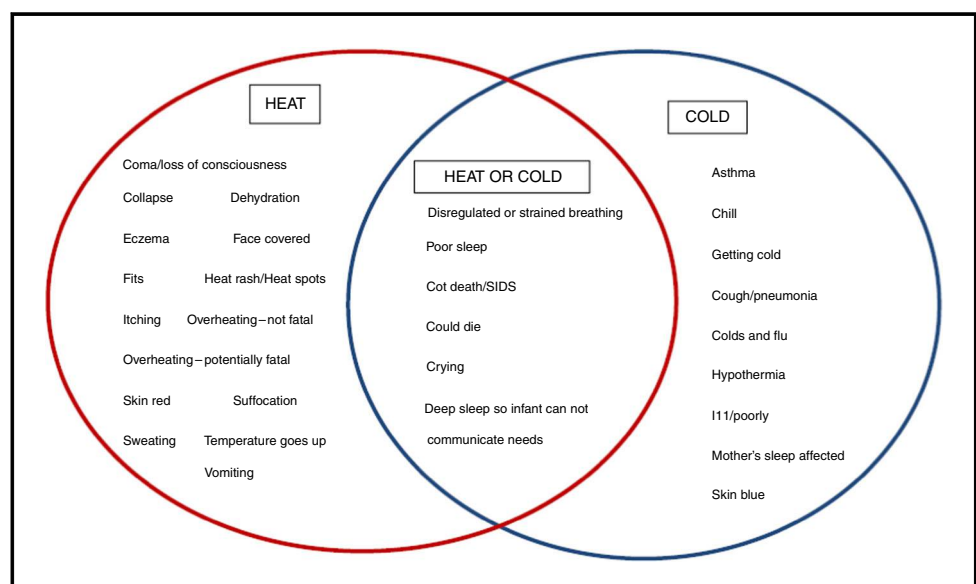 HEAT
Coma/loss of consciousness
Collapse Dehydration
Eczema Face covered
Fits Heat rash/Heat spots
Itching Overheating–not fatal
Overheating–potentially fatal
Skin red Suffocation
Sweating Temperature goes up
Vomiting
HEAT OR COLD
Disregulated or strained breathing
Poor sleep
Cot death/SIDS
Could die
Crying
Deep sleep so infant can not
communicate needs
COLD
Asthma
Chill
Getting cold
Cough/pneumonia
Colds and flu
Hypothermia
I11/poorly
Mother's sleep affected
Skin blue